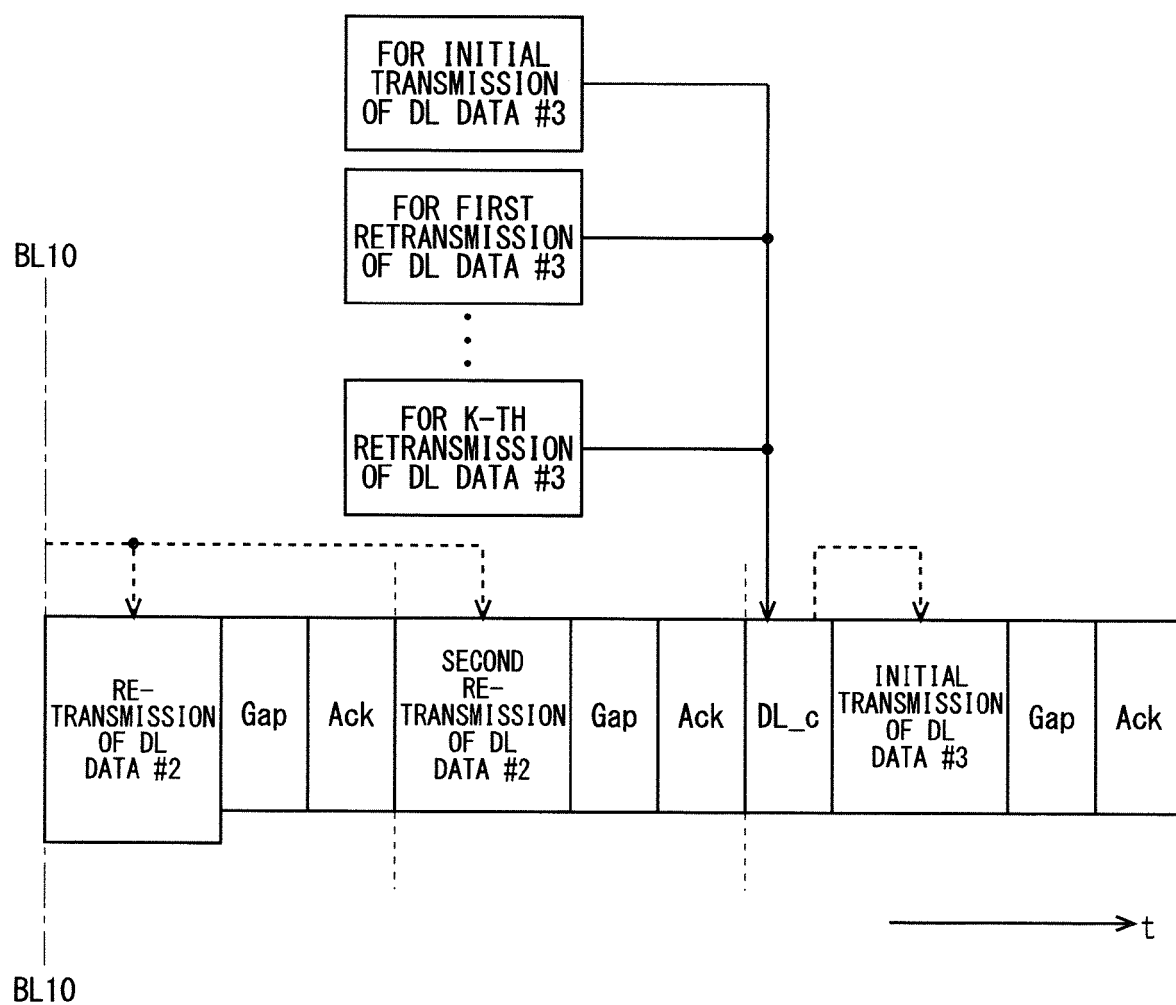 FOR INITIAL
TRANSMISSION
OF DL DATA #3
FOR FIRST
RETRANSMISSION
OF DL DATA #3
BL10
FOR K-TH
RETRANSMISSION
OF DL DATA #3
RE-
TRANSMISSION
OF DL
DATA #2
Gap
Ack
SECOND
RE-
TRANSMISSION
OF DL
DATA #2
Gap
Ack
DL_c
INITIAL
TRANSMISSION
OF DL
DATA #3
Gap
Ack
t
BL10